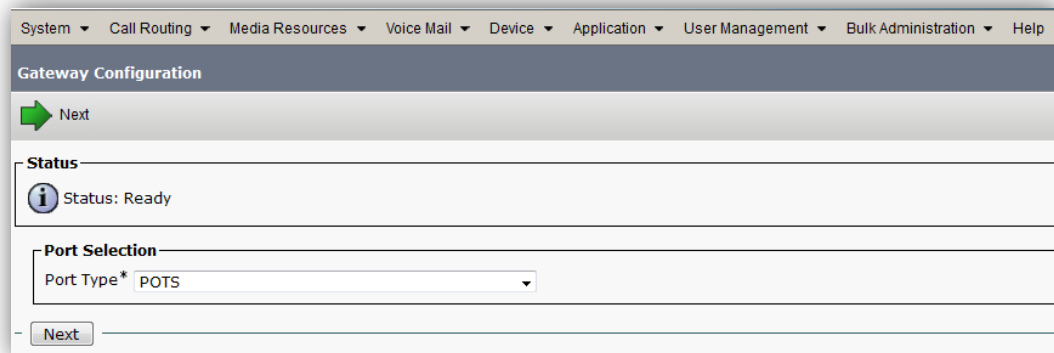 System Call Routing Media Resources Voice Mail Device Application User Management Bulk Administration Help
Gateway Configuration
Next
Status
Status: Ready
Port Selection
Port Type* POTS
Next